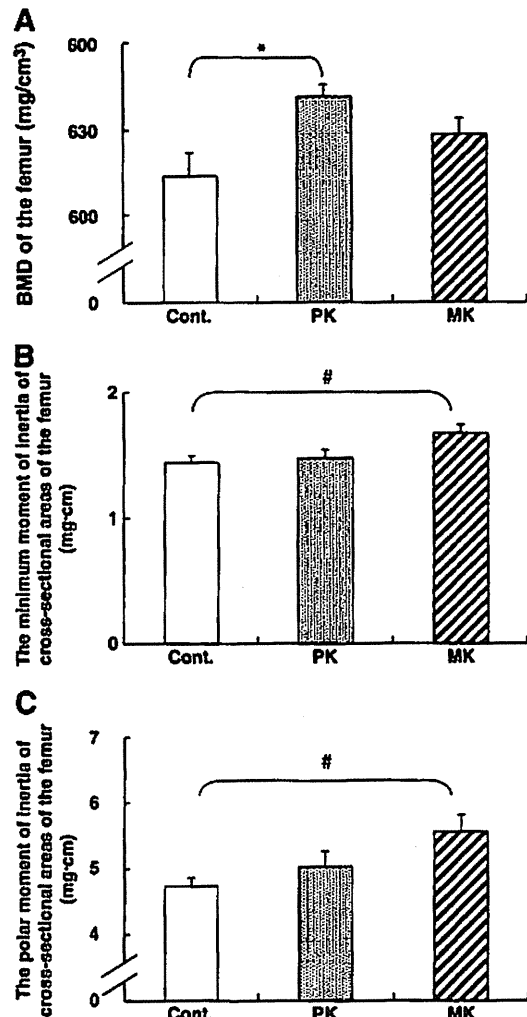 A
BMD of the femur (mg/cm³)
600
630
600
0
*
Cont. PK MK
B
The minimum moment of inertia of
cross-sectional areas of the femur
(mg·cm)
2
1
0
#
Cont. PK MK
C
The polar moment of inertia of
cross-sectional areas of the femur
(mg·cm)
7
6
5
4
0
#
Cont. PK MK